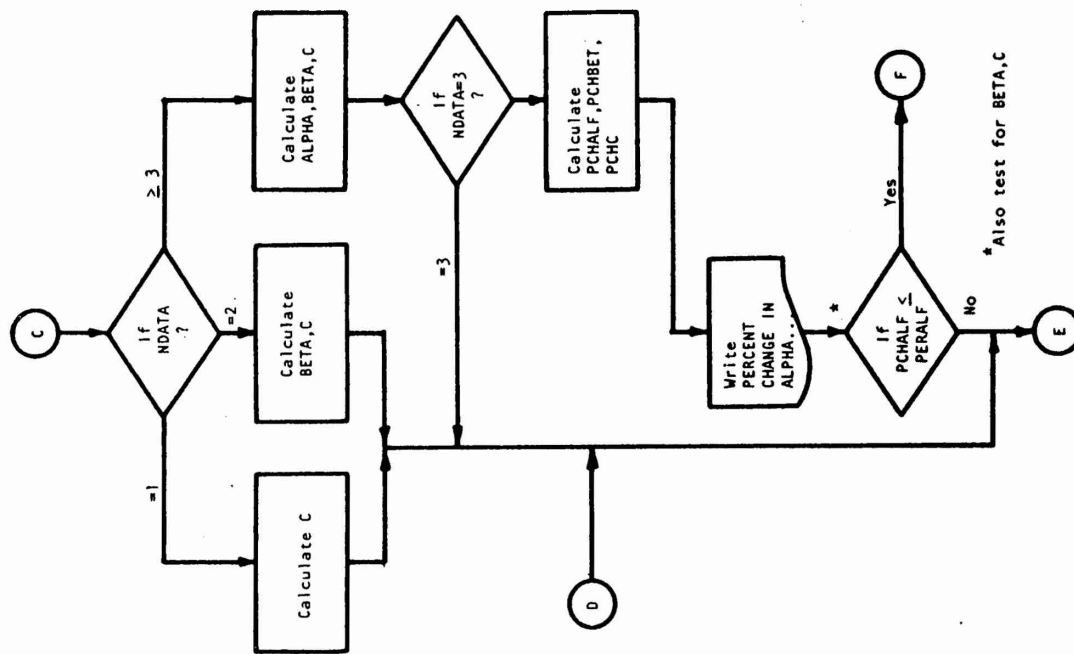 C
If
NDATA
?
=1
=2
≥ 3
Calculate C
Calculate
BETA,C
Calculate
ALPHA,BETA,C
If
NDATA=3
?
=3
Calculate
PCHALF,PCHBET,
PCHC
D
Write
PERCENT
CHANGE IN
ALPHA...
*
If
PCHALF ≤
PERALF
Yes
No
F
E
*Also test for BETA,C